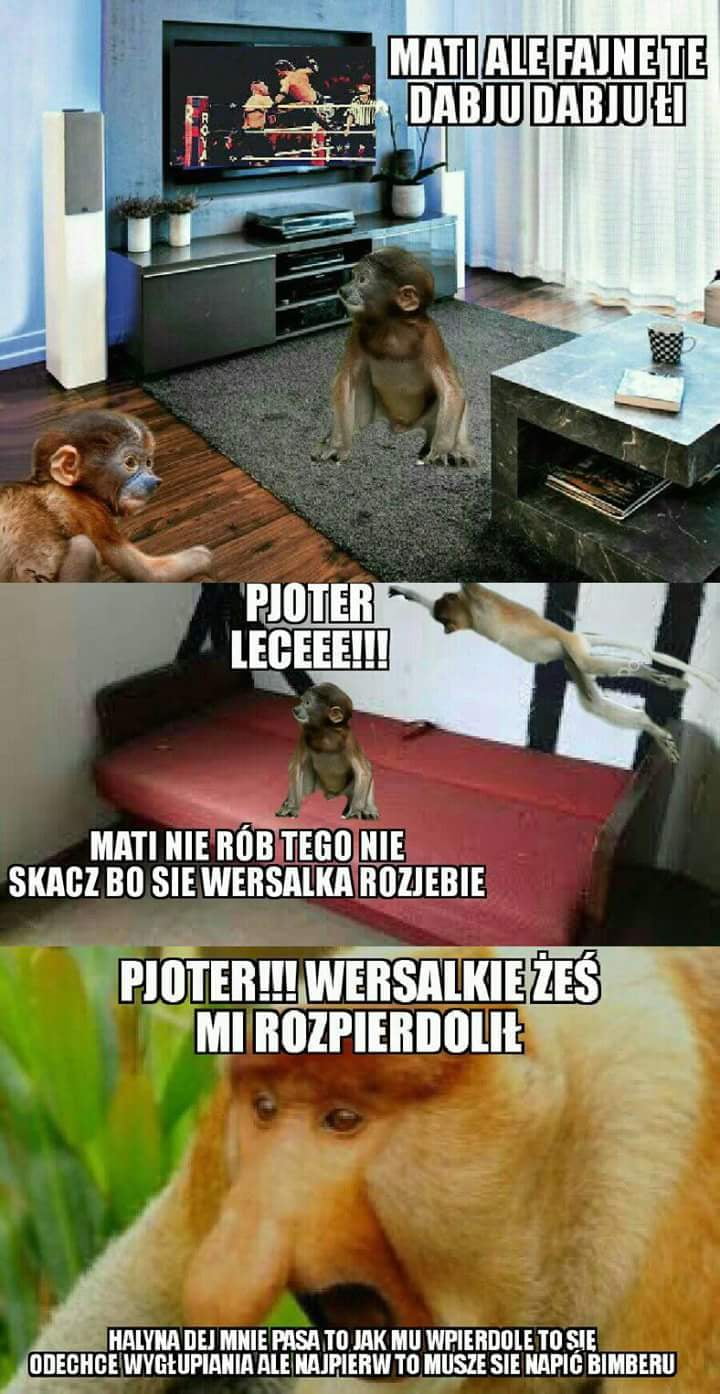 MATI ALE FAJNE TE
DABJU DABJU ŁI
ROYA
PJOTER
LECEEE!!!
MATI NIE RÓB TEGO NIE
SKACZ BO SIE WERSALKA ROZJEBIE
PJOTER!!! WERSALKIE ŻEŚ
MI ROZPIERDOLIŁ
HALYNA DEJ MNIE PASA TO JAK MU WPIERDOLE TO SIĘ
ODECHCE WYGŁUPIANIA ALE NAJPIERW TO MUSZE SIE NAPIĆ BIMBERU